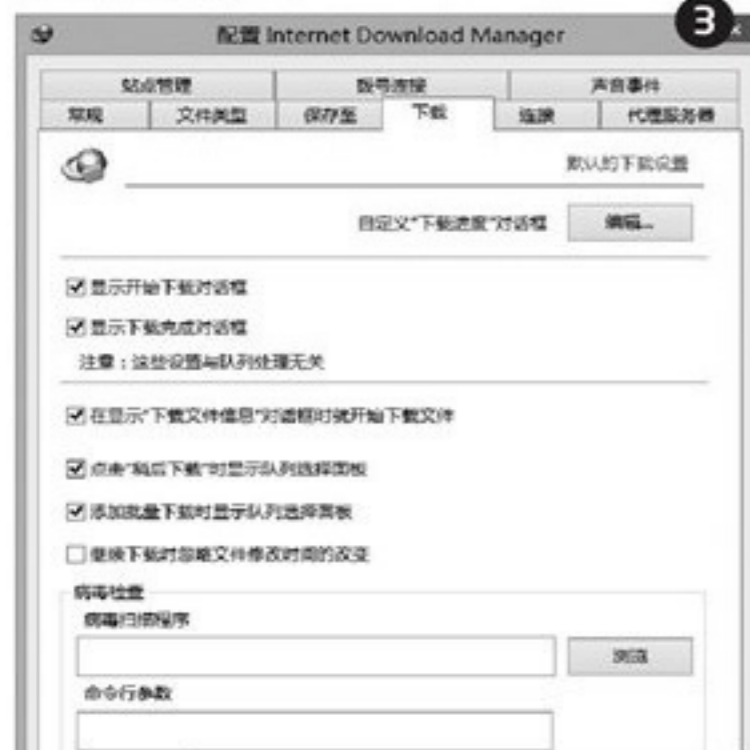 配置 Internet Download Manager
3
站点管理 拨号连接 声音事件
常规 文件类型 保存至 下载 连接 代理服务器
默认的下载设置
自定义“下载进度”对话框 编辑...
显示开始下载对话框
显示下载完成对话框
注意：这些设置与队列处理无关
在显示“下载文件信息”对话框时就开始下载文件
点击“稍后下载”时显示队列选择面板
添加批量下载时显示队列选择面板
继续下载时忽略文件修改时间的改变
病毒检查
病毒扫描程序
浏览
命令行参数